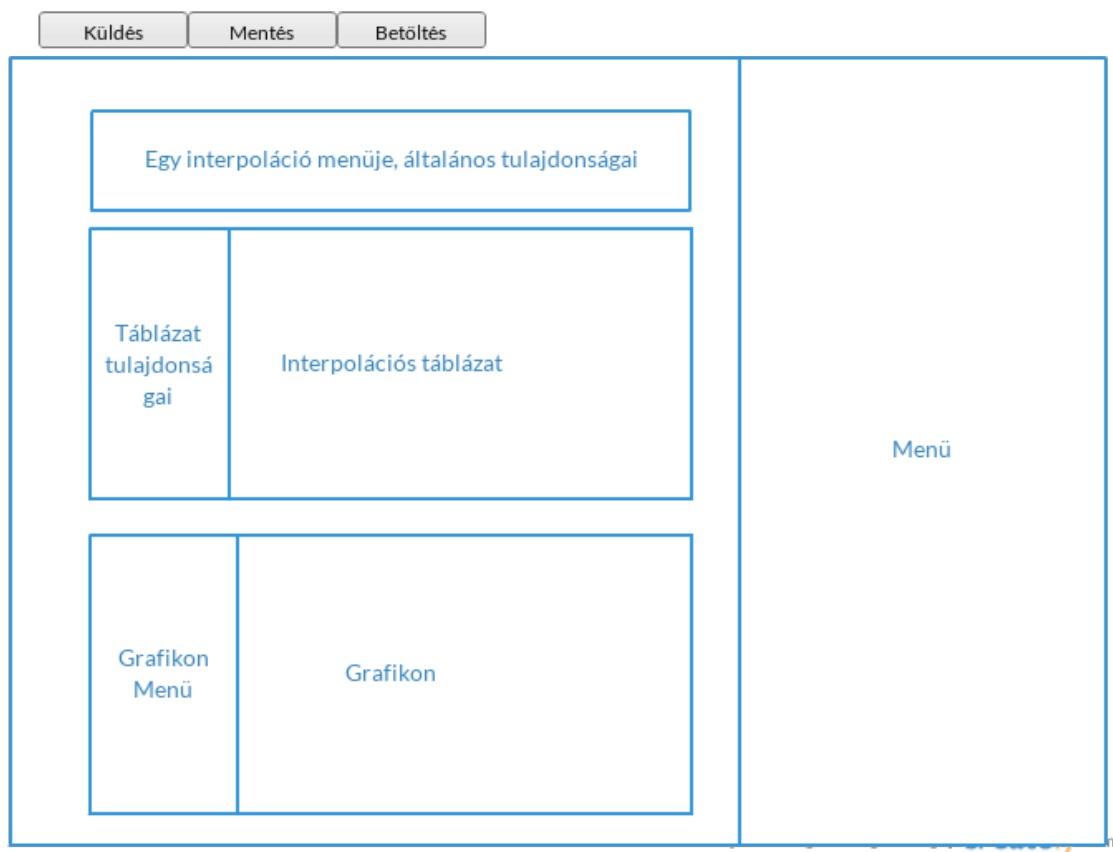 Küldés Mentés Betöltés
Egy interpoláció menüje, általános tulajdonságai
Táblázat
tulajdonsá
gai
Interpolációs táblázat
Menü
Grafikon
Menü
Grafikon